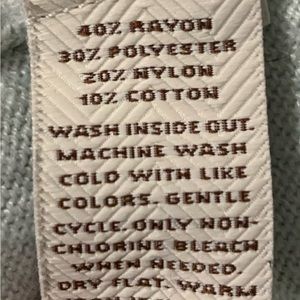 40% RAYON
30% POLYESTER
20% NYLON
10% COTTON
WASH INSIDE OUT.
MACHINE WASH
COLD WITH LIKE
COLORS. GENTLE
CYCLE. ONLY NON-
CHLORINE BLEACH
WHEN NEEDED.
DRY FLAT. WARM